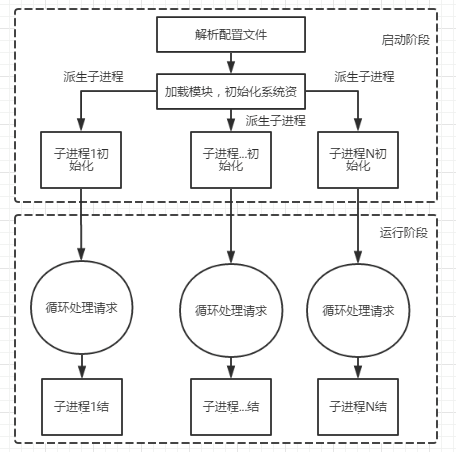 解析配置文件
启动阶段
派生子进程
派生子进程
加载模块，初始化系统资
派生子进程
子进程1初
始化
子进程...初
始化
子进程N初
始化
运行阶段
循环处理请求
循环处理请求
循环处理请求
子进程1结
子进程...结
子进程N结